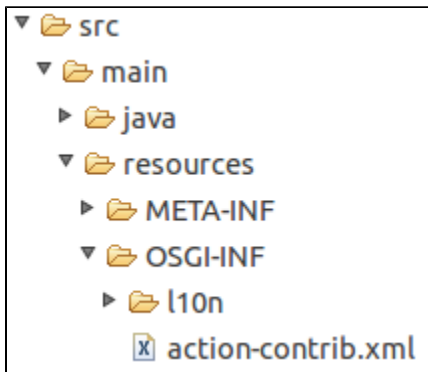 src
main
java
resources
META-INF
OSGI-INF
l10n
action-contrib.xml